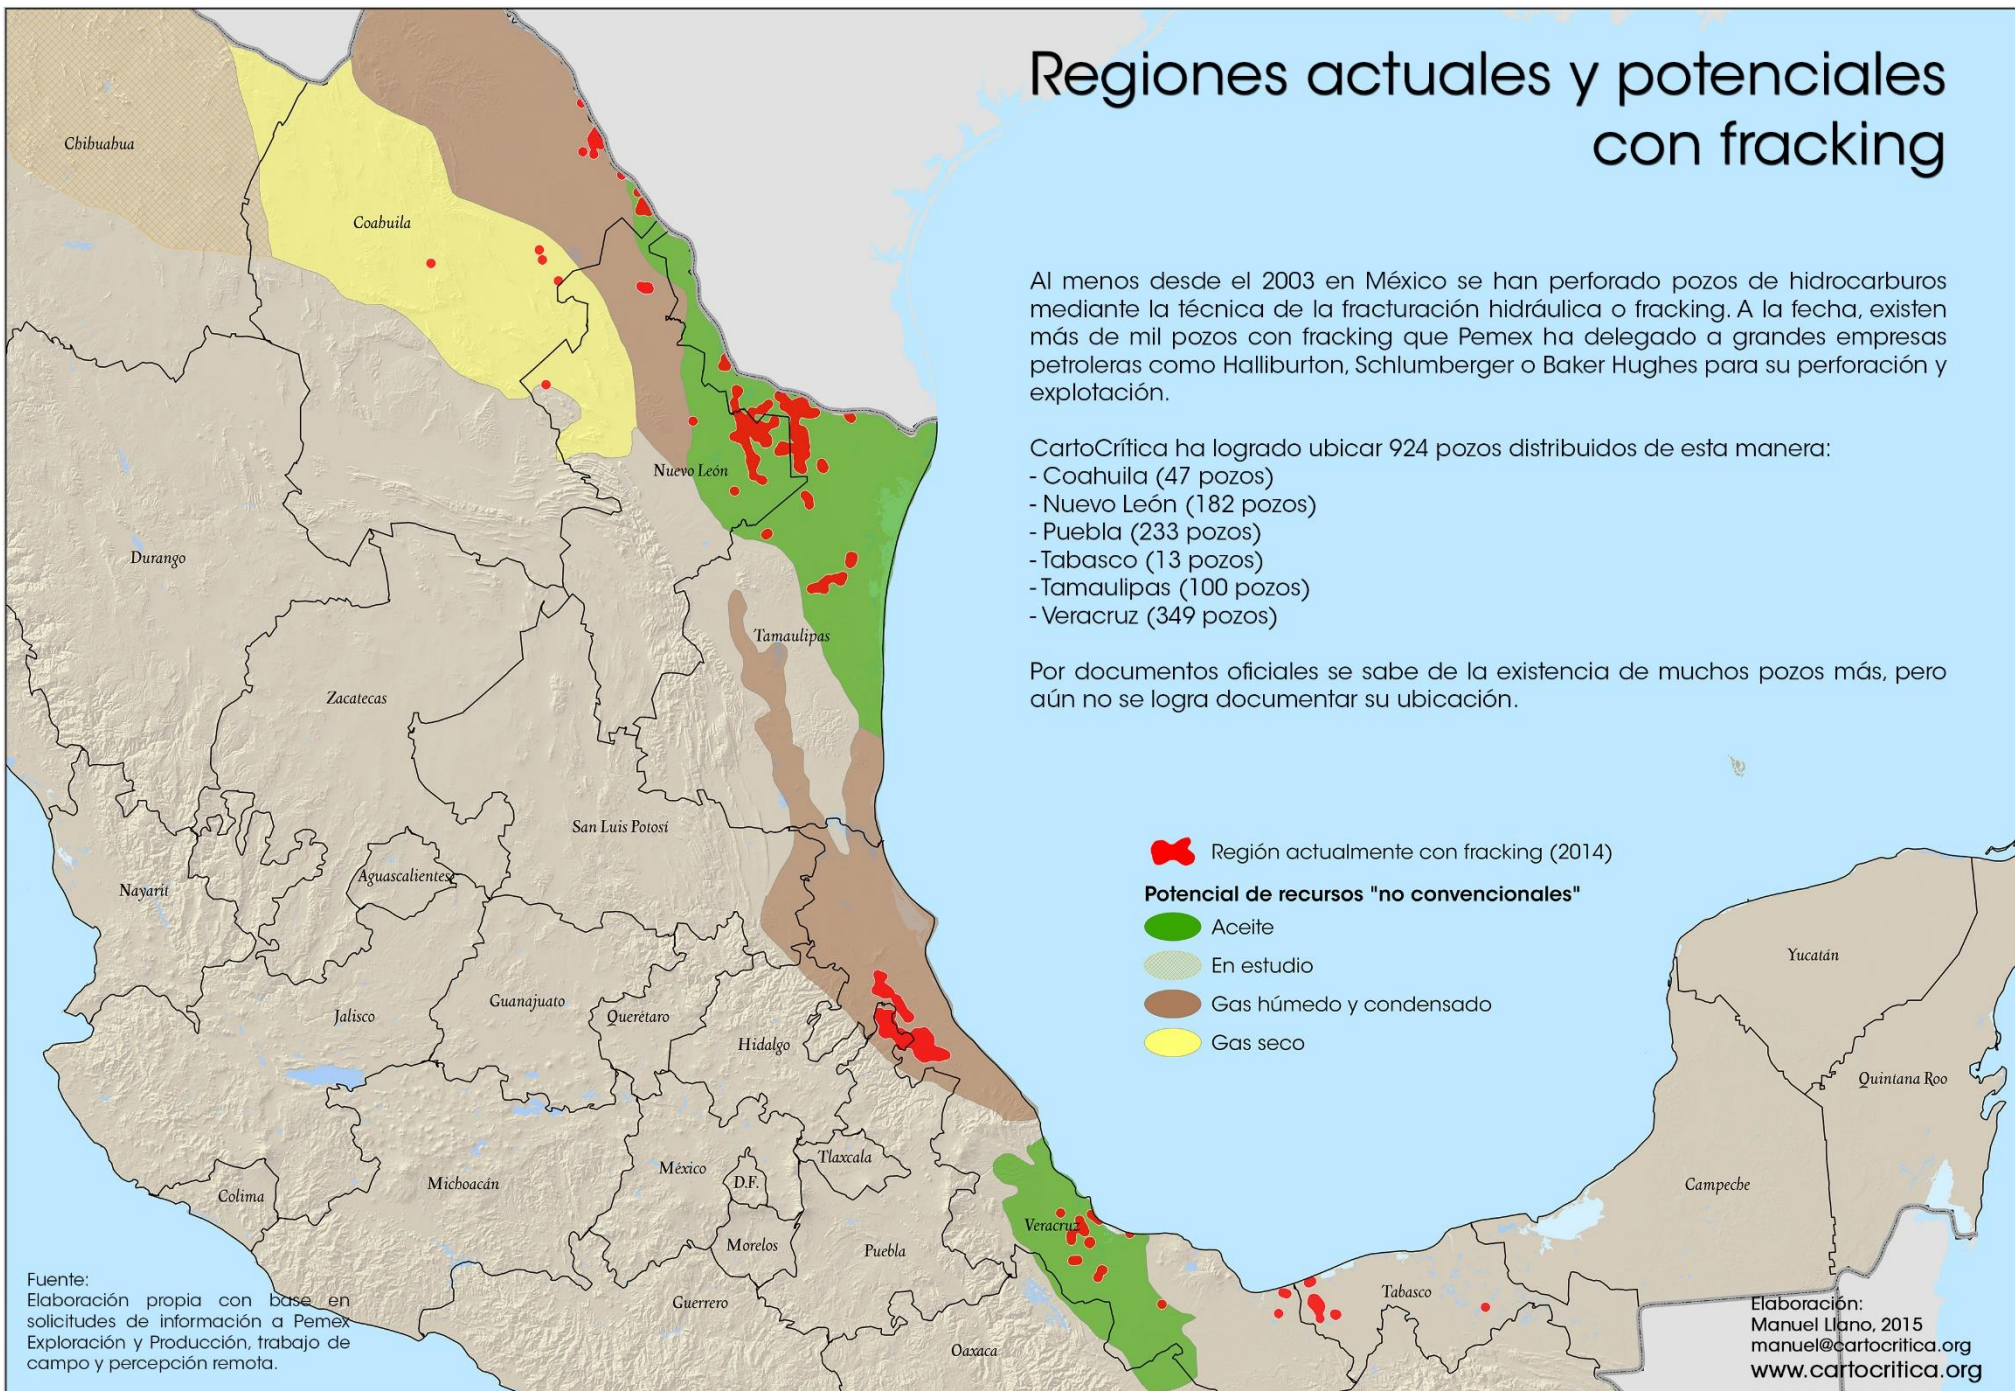 Regiones actuales y potenciales
con fracking
Al menos desde el 2003 en México se han perforado pozos de hidrocarburos
mediante la técnica de la fracturación hidráulica o fracking. A la fecha, existen
más de mil pozos con fracking que Pemex ha delegado a grandes empresas
petroleras como Halliburton, Schlumberger o Baker Hughes para su perforación y
explotación.
CartoCrítica ha logrado ubicar 924 pozos distribuidos de esta manera:
- Coahuila (47 pozos)
- Nuevo León (182 pozos)
- Puebla (233 pozos)
- Tabasco (13 pozos)
- Tamaulipas (100 pozos)
- Veracruz (349 pozos)
Por documentos oficiales se sabe de la existencia de muchos pozos más, pero
aún no se logra documentar su ubicación.
Región actualmente con fracking (2014)
Potencial de recursos "no convencionales"
Aceite
En estudio
Gas húmedo y condensado
Gas seco
Chihuahua
Coahuila
Nuevo León
Durango
Tamaulipas
Zacatecas
San Luis Potosí
Nayarit
Aguascalientes
Jalisco
Guanajuato
Querétaro
Hidalgo
Colima
Michoacán
México
D.F.
Tlaxcala
Morelos
Puebla
Veracruz
Guerrero
Oaxaca
Tabasco
Campeche
Yucatán
Quintana Roo
Fuente:
Elaboración propia con base en
solicitudes de información a Pemex
Exploración y Producción, trabajo de
campo y percepción remota.
Elaboración:
Manuel Llano, 2015
manuel@cartocritica.org
www.cartocritica.org